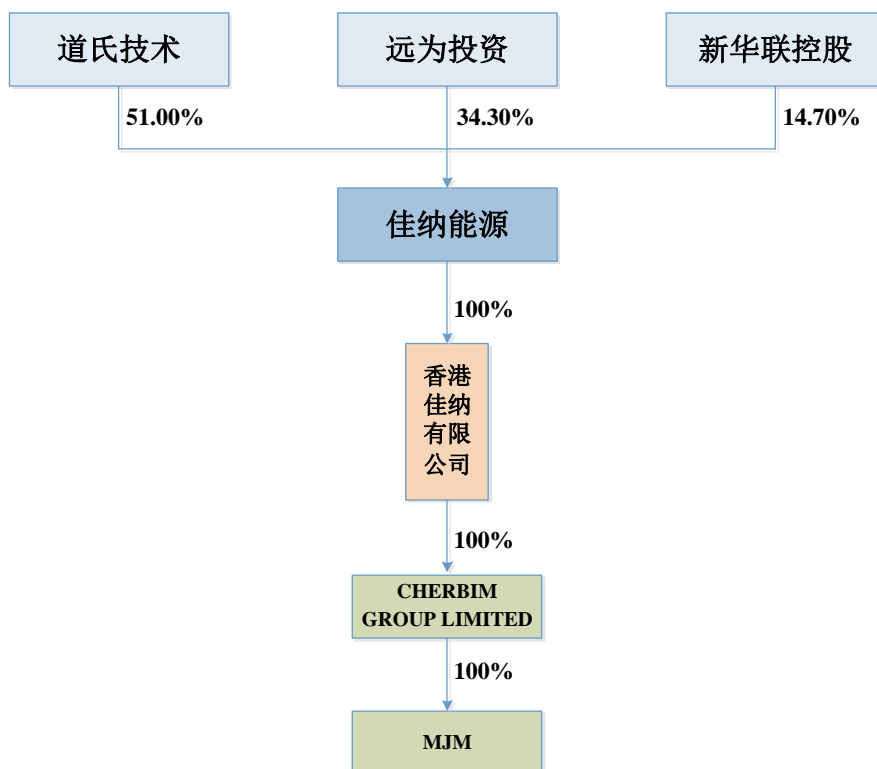 道氏技术
远为投资
新华联控股
51.00%
34.30%
14.70%
佳纳能源
100%
香港
佳纳
有限
公司
100%
CHERBIM
GROUP LIMITED
100%
MJM